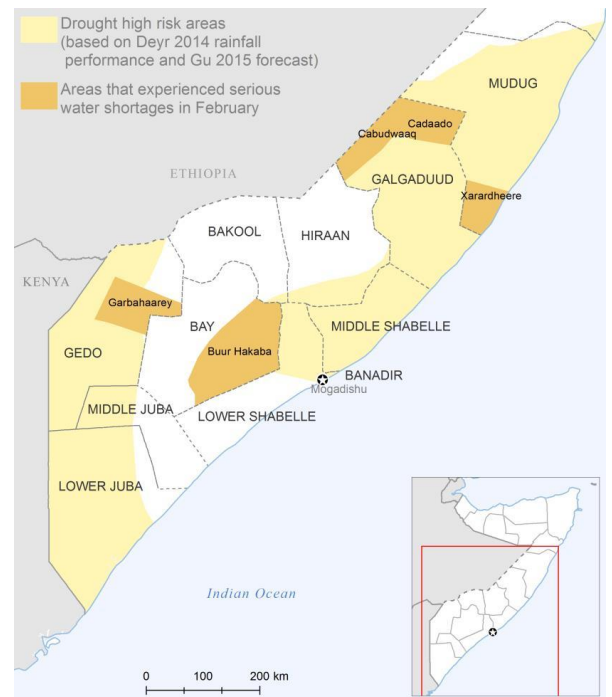 Drought high risk areas
(based on Deyr 2014 rainfall
performance and Gu 2015 forecast)
Areas that experienced serious
water shortages in February
MUDUG
Cadaado
Cabudwaaq
ETHIOPIA
GALGADUUD
Xarardheere
BAKOOL
HIRAAN
KENYA
Garbahaarey
BAY
MIDDLE SHABELLE
GEDO
Buur Hakaba
BANADIR
Mogadishu
MIDDLE JUBA
LOWER SHABELLE
LOWER JUBA
Indian Ocean
0 100 200 km